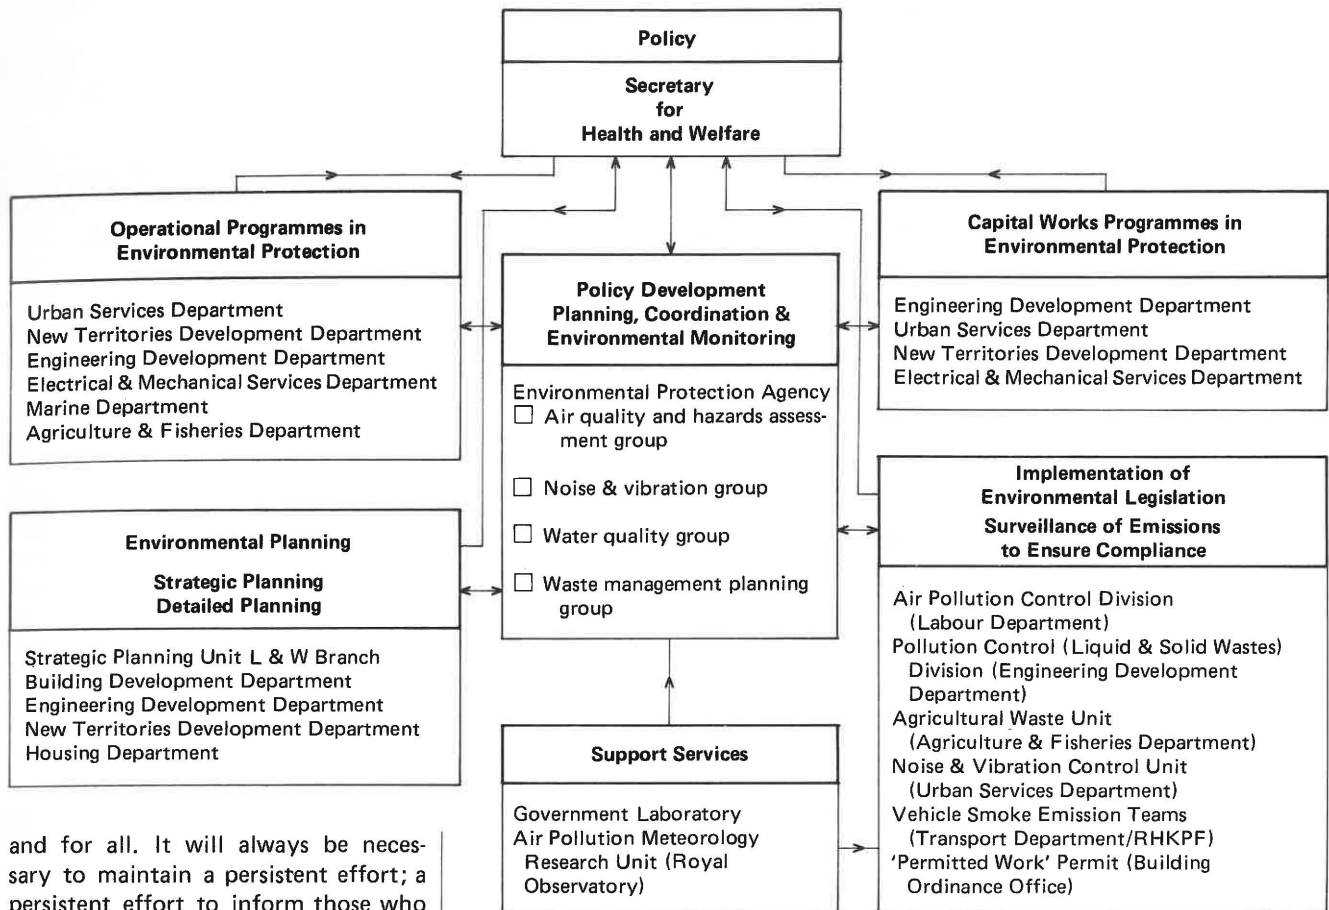 Policy
Secretary
for
Health and Welfare
Operational Programmes in
Environmental Protection
Urban Services Department
New Territories Development Department
Engineering Development Department
Electrical & Mechanical Services Department
Marine Department
Agriculture & Fisheries Department
Policy Development
Planning, Coordination &
Environmental Monitoring
Environmental Protection Agency
Air quality and hazards assess-
ment group
Noise & vibration group
Water quality group
Waste management planning
group
Capital Works Programmes in
Environmental Protection
Engineering Development Department
Urban Services Department
New Territories Development Department
Electrical & Mechanical Services Department
Environmental Planning
Strategic Planning
Detailed Planning
Strategic Planning Unit L & W Branch
Building Development Department
Engineering Development Department
New Territories Development Department
Housing Department
Implementation of
Environmental Legislation
Surveillance of Emissions
to Ensure Compliance
Air Pollution Control Division
(Labour Department)
Pollution Control (Liquid & Solid Wastes)
Division (Engineering Development
Department)
Agricultural Waste Unit
(Agriculture & Fisheries Department)
Noise & Vibration Control Unit
(Urban Services Department)
Vehicle Smoke Emission Teams
(Transport Department/RHKPF)
'Permitted Work' Permit (Building
Ordinance Office)
Support Services
Government Laboratory
Air Pollution Meteorology
Research Unit (Royal
Observatory)
and for all. It will always be neces-
sary to maintain a persistent effort; a
persistent effort to inform those who